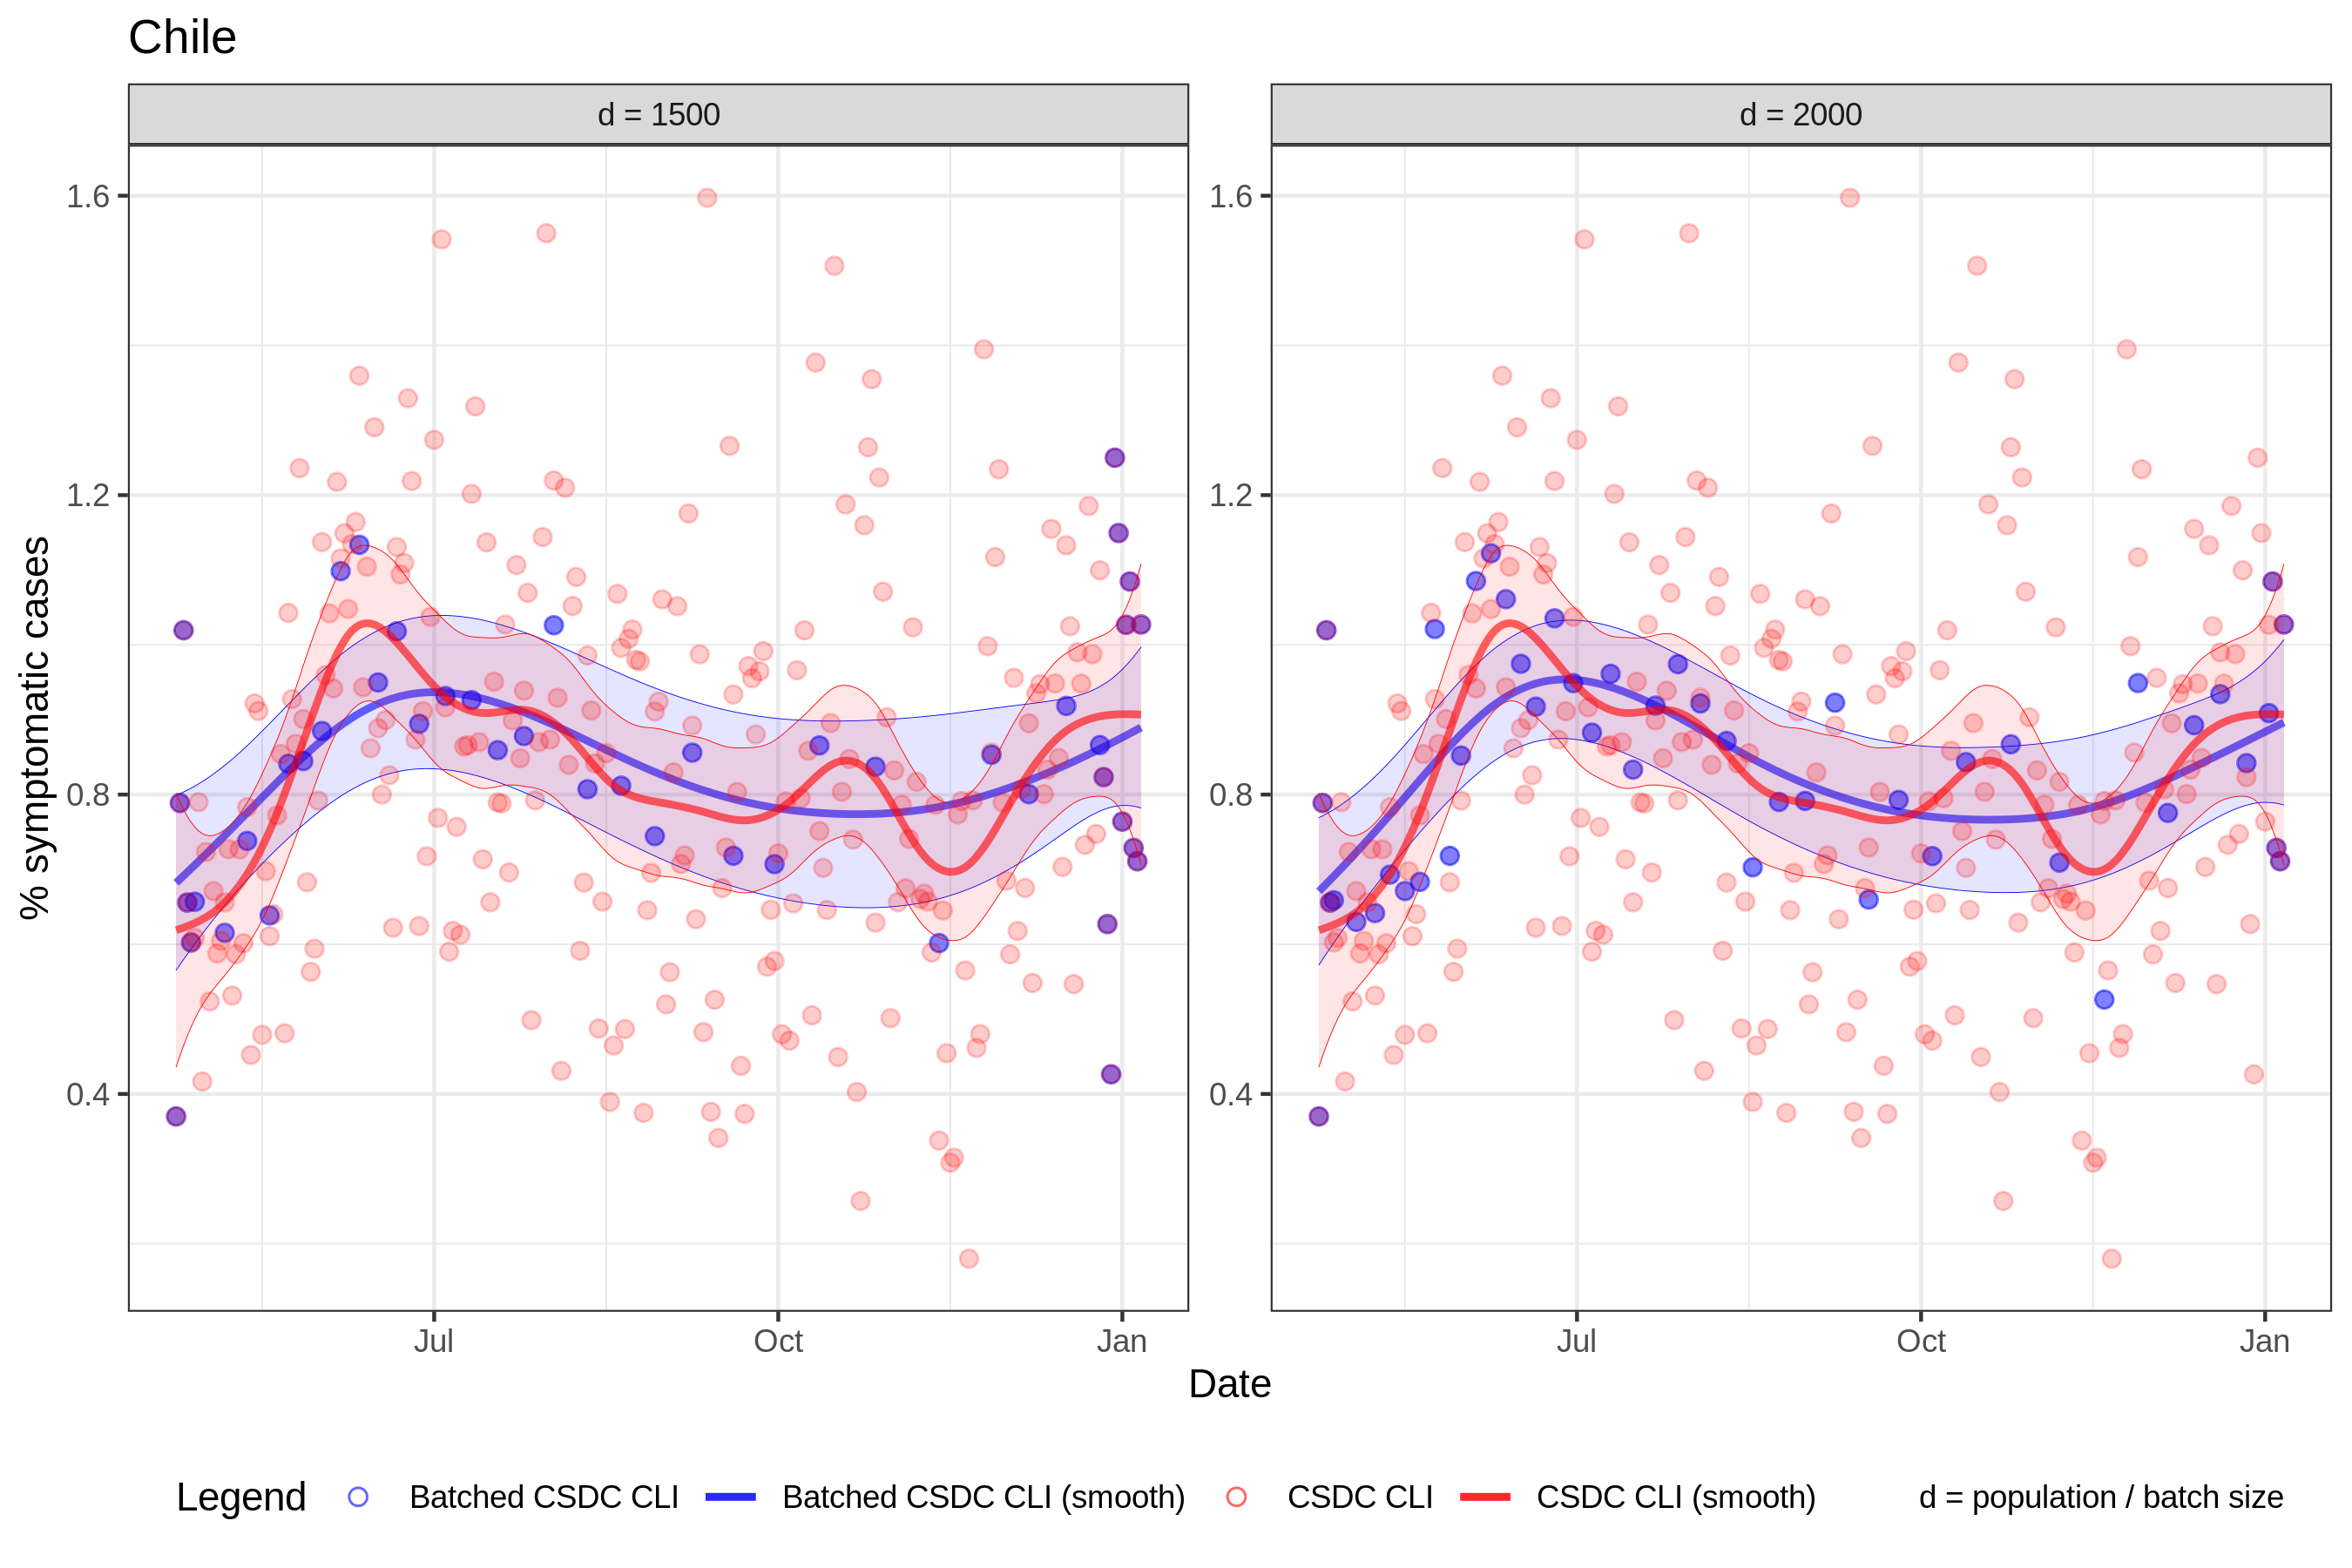 Chile
d = 1500
d = 2000
% symptomatic cases
1.6
1.2
0.8
0.4
1.6
1.2
0.8
0.4
Jul
Oct
Jan
Jul
Oct
Jan
Date
Legend
Batched CSDC CLI
Batched CSDC CLI (smooth)
CSDC CLI
CSDC CLI (smooth)
d = population / batch size